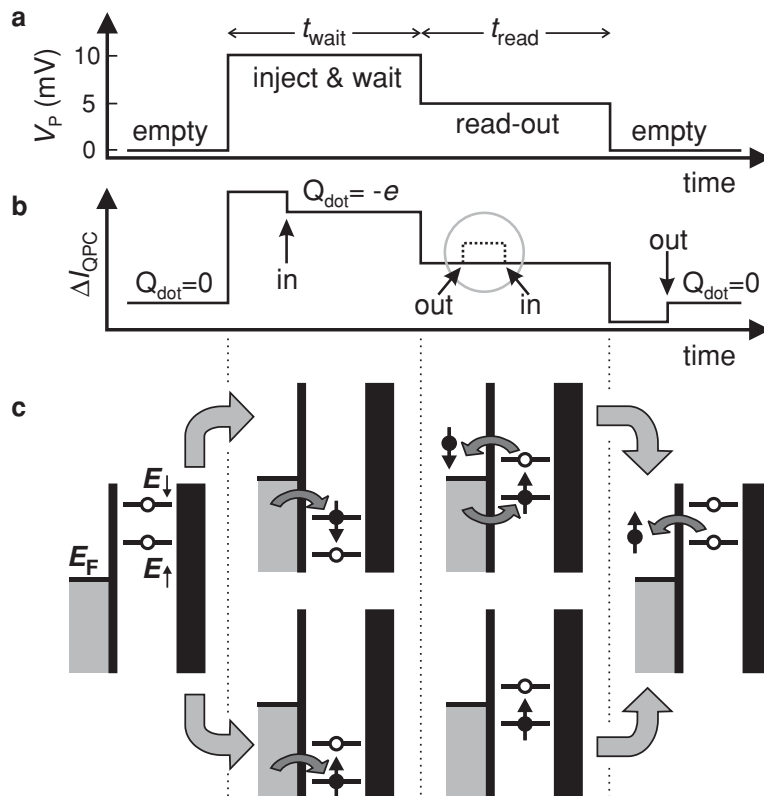 a
t_wait
t_read
V_P (mV)
10
5
0
inject & wait
empty
read-out
empty
time
b
ΔI_QPC
Q_dot= -e
Q_dot=0
in
out
in
out
Q_dot=0
time
c
E↓
E_F
E↑